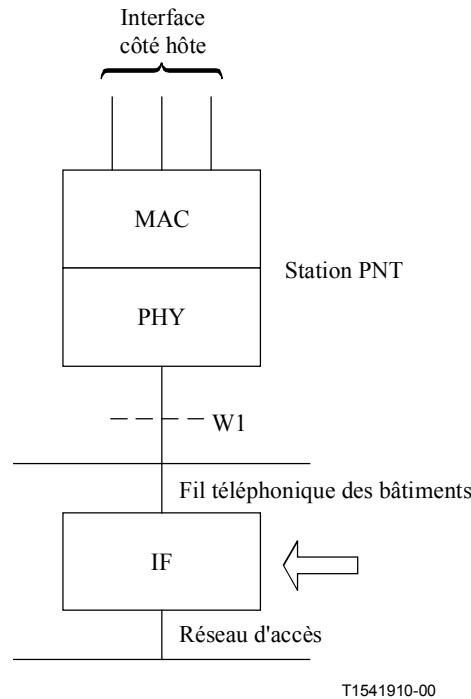 Interface
côté hôte
MAC
Station PNT
PHY
W1
Fil téléphonique des bâtiments
IF
Réseau d'accès
T1541910-00